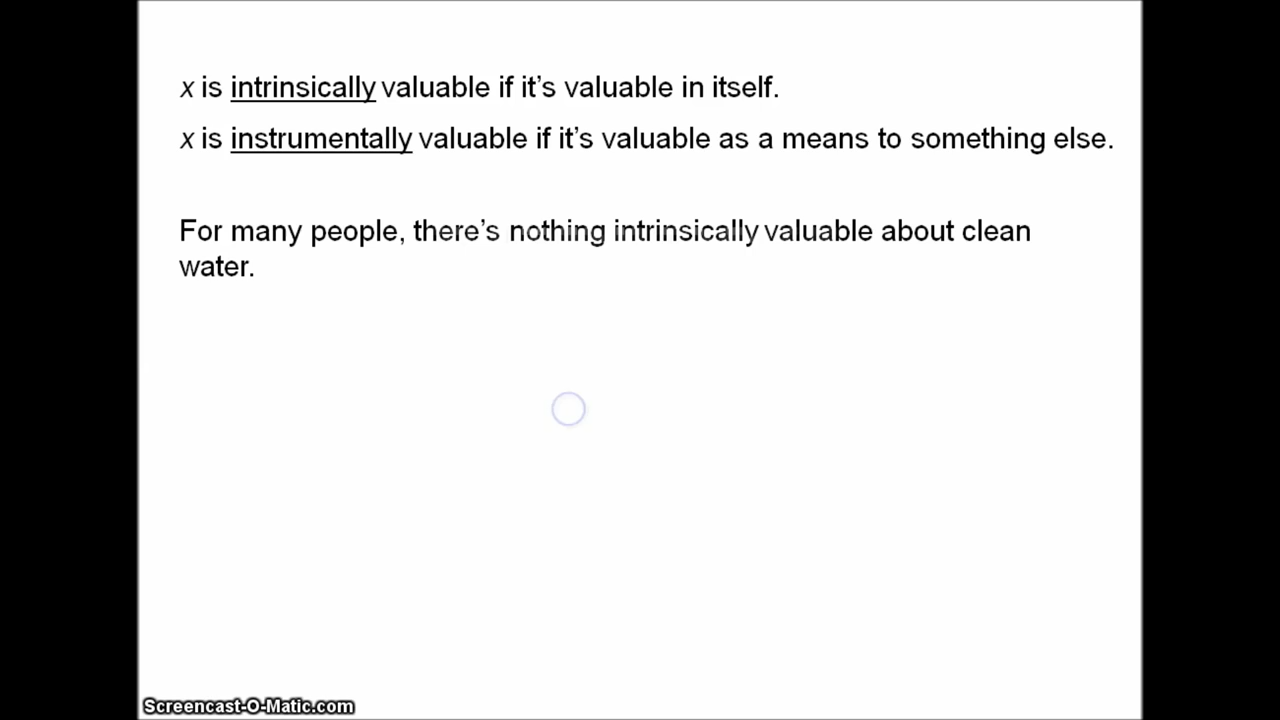 x is intrinsically valuable if it’s valuable in itself.
x is instrumentally valuable if it’s valuable as a means to something else.
For many people, there’s nothing intrinsically valuable about clean
water.
Screencast-O-Matic.com